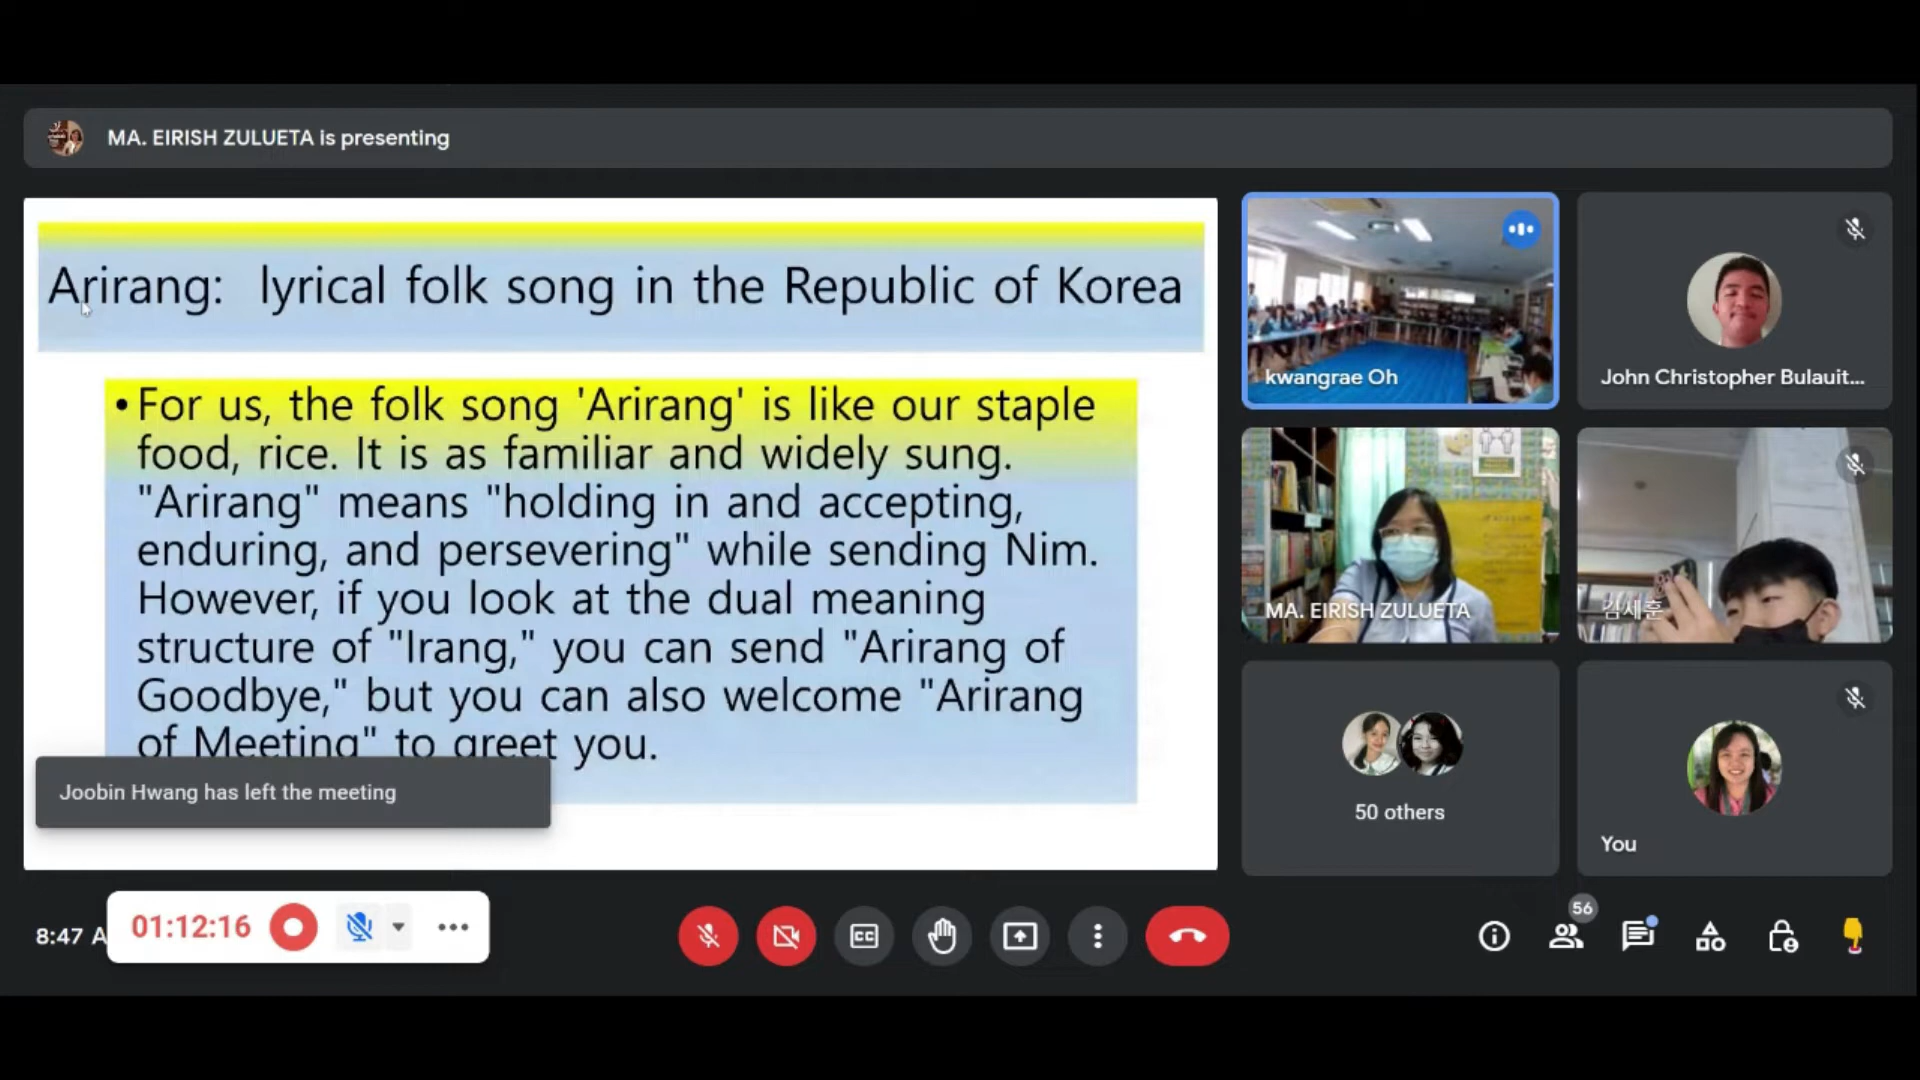 MA. EIRISH ZULUETA is presenting
Arirang: lyrical folk song in the Republic of Korea
•For us, the folk song 'Arirang' is like our staple
food, rice. It is as familiar and widely sung.
"Arirang" means "holding in and accepting,
enduring, and persevering" while sending Nim.
However, if you look at the dual meaning
structure of "Irang," you can send "Arirang of
Goodbye," but you can also welcome "Arirang
of Meeting" to greet you.
Joobin Hwang has left the meeting
kwangrae Oh
John Christopher Bulauit...
MA. EIRISH ZULUETA
김세훈
50 others
You
8:47 A
01:12:16
CC
56